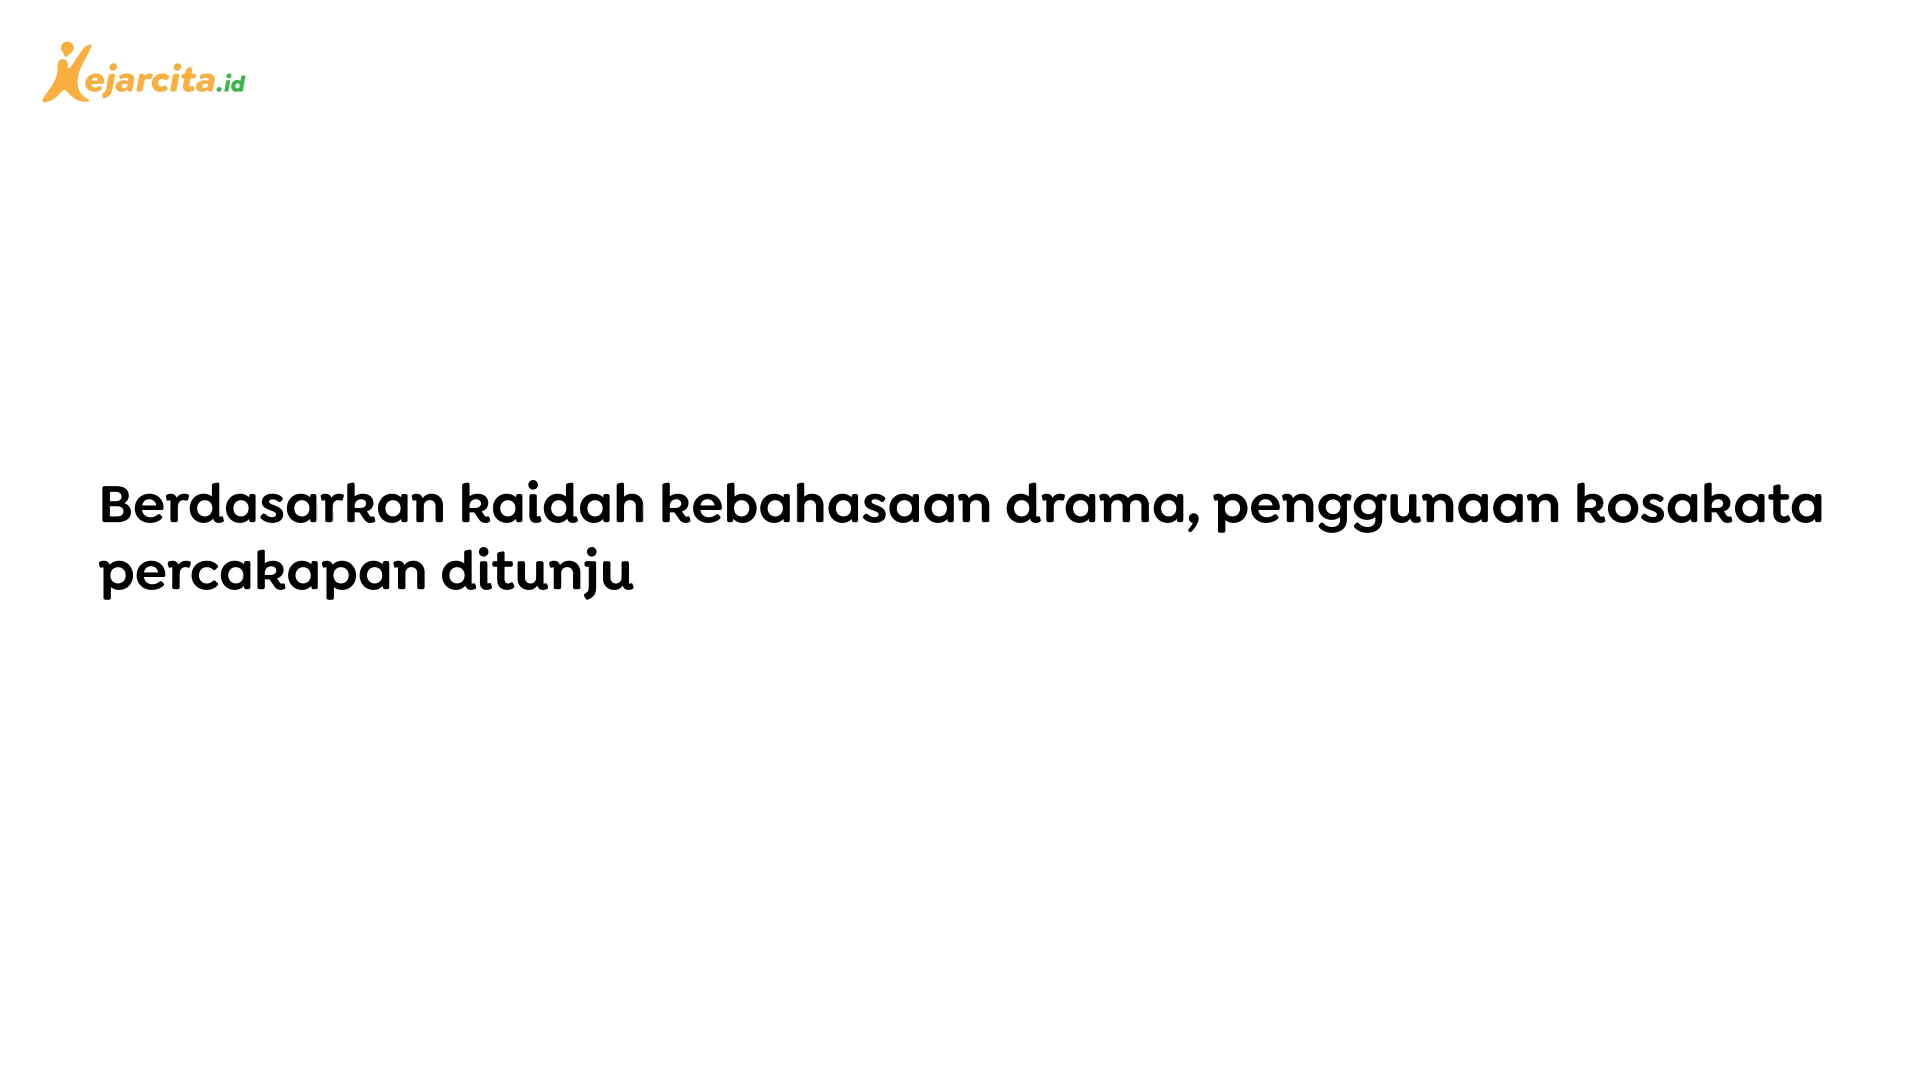 Kejarcita.id
Berdasarkan kaidah kebahasaan drama, penggunaan kosakata
percakapan ditunju